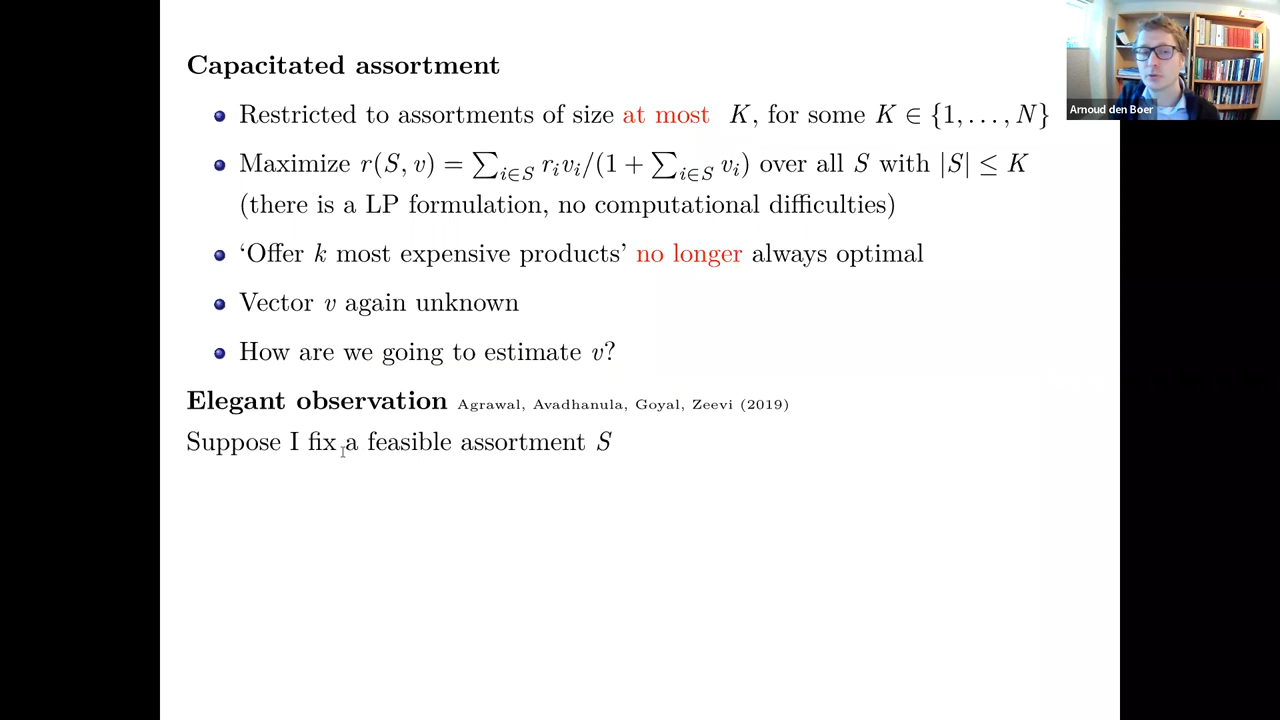 Capacitated assortment
Restricted to assortments of size at most K, for some K ∈ {1, . . . , N}
Maximize r(S, v) = ∑_{i∈S} r_i v_i/(1 + ∑_{i∈S} v_i) over all S with |S| ≤ K
(there is a LP formulation, no computational difficulties)
‘Offer k most expensive products’ no longer always optimal
Vector v again unknown
How are we going to estimate v?
Elegant observation Agrawal, Avadhanula, Goyal, Zeevi (2019)
Suppose I fix a feasible assortment S
Arnoud den Boer